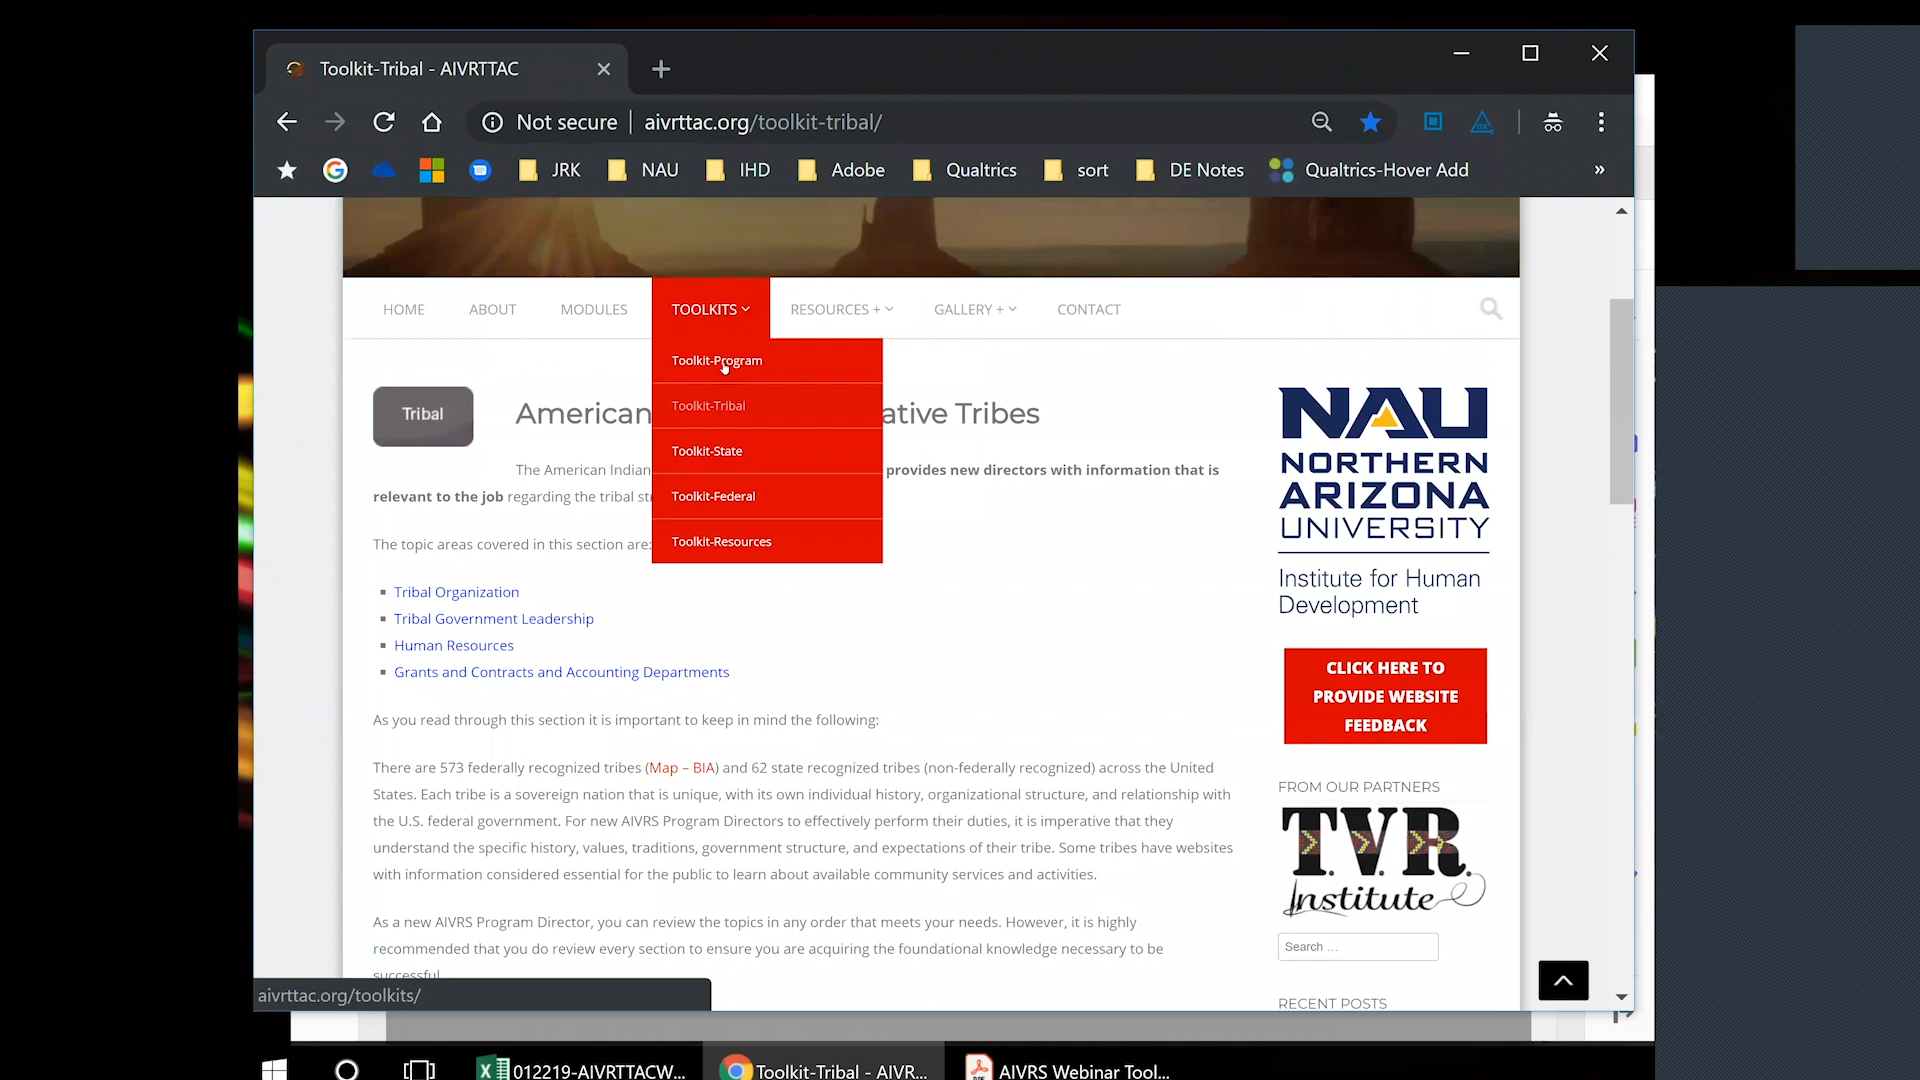 Toolkit-Tribal - AIVRTTAC
Not secure
aivrttac.org/toolkit-tribal/
JRK
NAU
IHD
Adobe
Qualtrics
sort
DE Notes
Qualtrics-Hover Add
»
HOME
ABOUT
MODULES
TOOLKITS
RESOURCES +
GALLERY +
CONTACT
Toolkit-Program
Toolkit-Tribal
Toolkit-State
Toolkit-Federal
Toolkit-Resources
Tribal
American ative Tribes
The American Indian provides new directors with information that is
relevant to the job regarding the tribal
The topic areas covered in this section are:
Tribal Organization
Tribal Government Leadership
Human Resources
Grants and Contracts and Accounting Departments
As you read through this section it is important to keep in mind the following:
There are 573 federally recognized tribes (Map – BIA) and 62 state recognized tribes (non-federally recognized) across the United
States. Each tribe is a sovereign nation that is unique, with its own individual history, organizational structure, and relationship with
the U.S. federal government. For new AIVRS Program Directors to effectively perform their duties, it is imperative that they
understand the specific history, values, traditions, government structure, and expectations of their tribe. Some tribes have websites
with information considered essential for the public to learn about available community services and activities.
As a new AIVRS Program Director, you can review the topics in any order that meets your needs. However, it is highly
recommended that you do review every section to ensure you are acquiring the foundational knowledge necessary to be
successful
NAU
NORTHERN
ARIZONA
UNIVERSITY
Institute for Human
Development
CLICK HERE TO
PROVIDE WEBSITE
FEEDBACK
FROM OUR PARTNERS
T.V.R.
Institute
Search …
RECENT POSTS
aivrttac.org/toolkits/
012219-AIVRTTACW...
Toolkit-Tribal - AIVR...
AIVRS Webinar Tool...